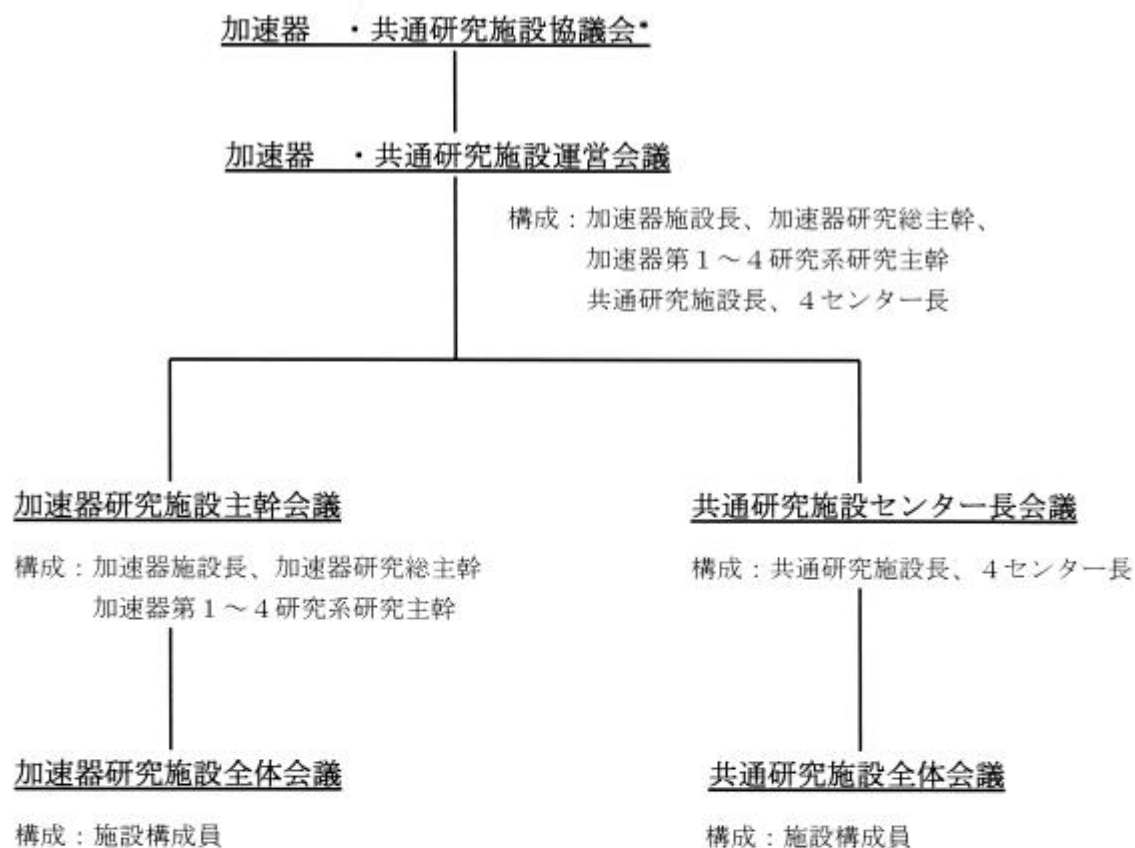 加速器　・共通研究施設協議会*
加速器　・共通研究施設運営会議
構成：加速器施設長、加速器研究総主幹、
加速器第１～４研究系研究主幹
共通研究施設長、４センター長
加速器研究施設主幹会議
構成：加速器施設長、加速器研究総主幹
加速器第１～４研究系研究主幹
加速器研究施設全体会議
構成：施設構成員
共通研究施設センター長会議
構成：共通研究施設長、４センター長
共通研究施設全体会議
構成：施設構成員